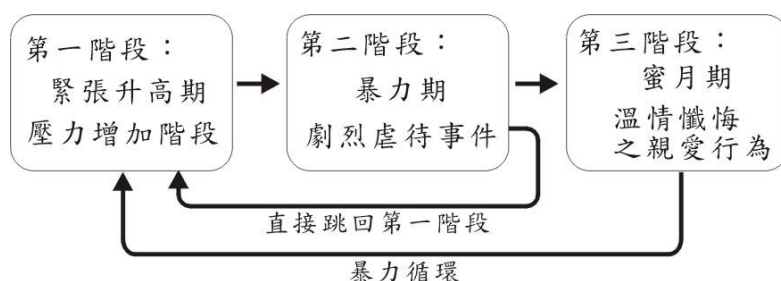 第一階段：
緊張升高期
壓力增加階段
第二階段：
暴力期
劇烈虐待事件
第三階段：
蜜月期
溫情懺悔
之親愛行為
直接跳回第一階段
暴力循環